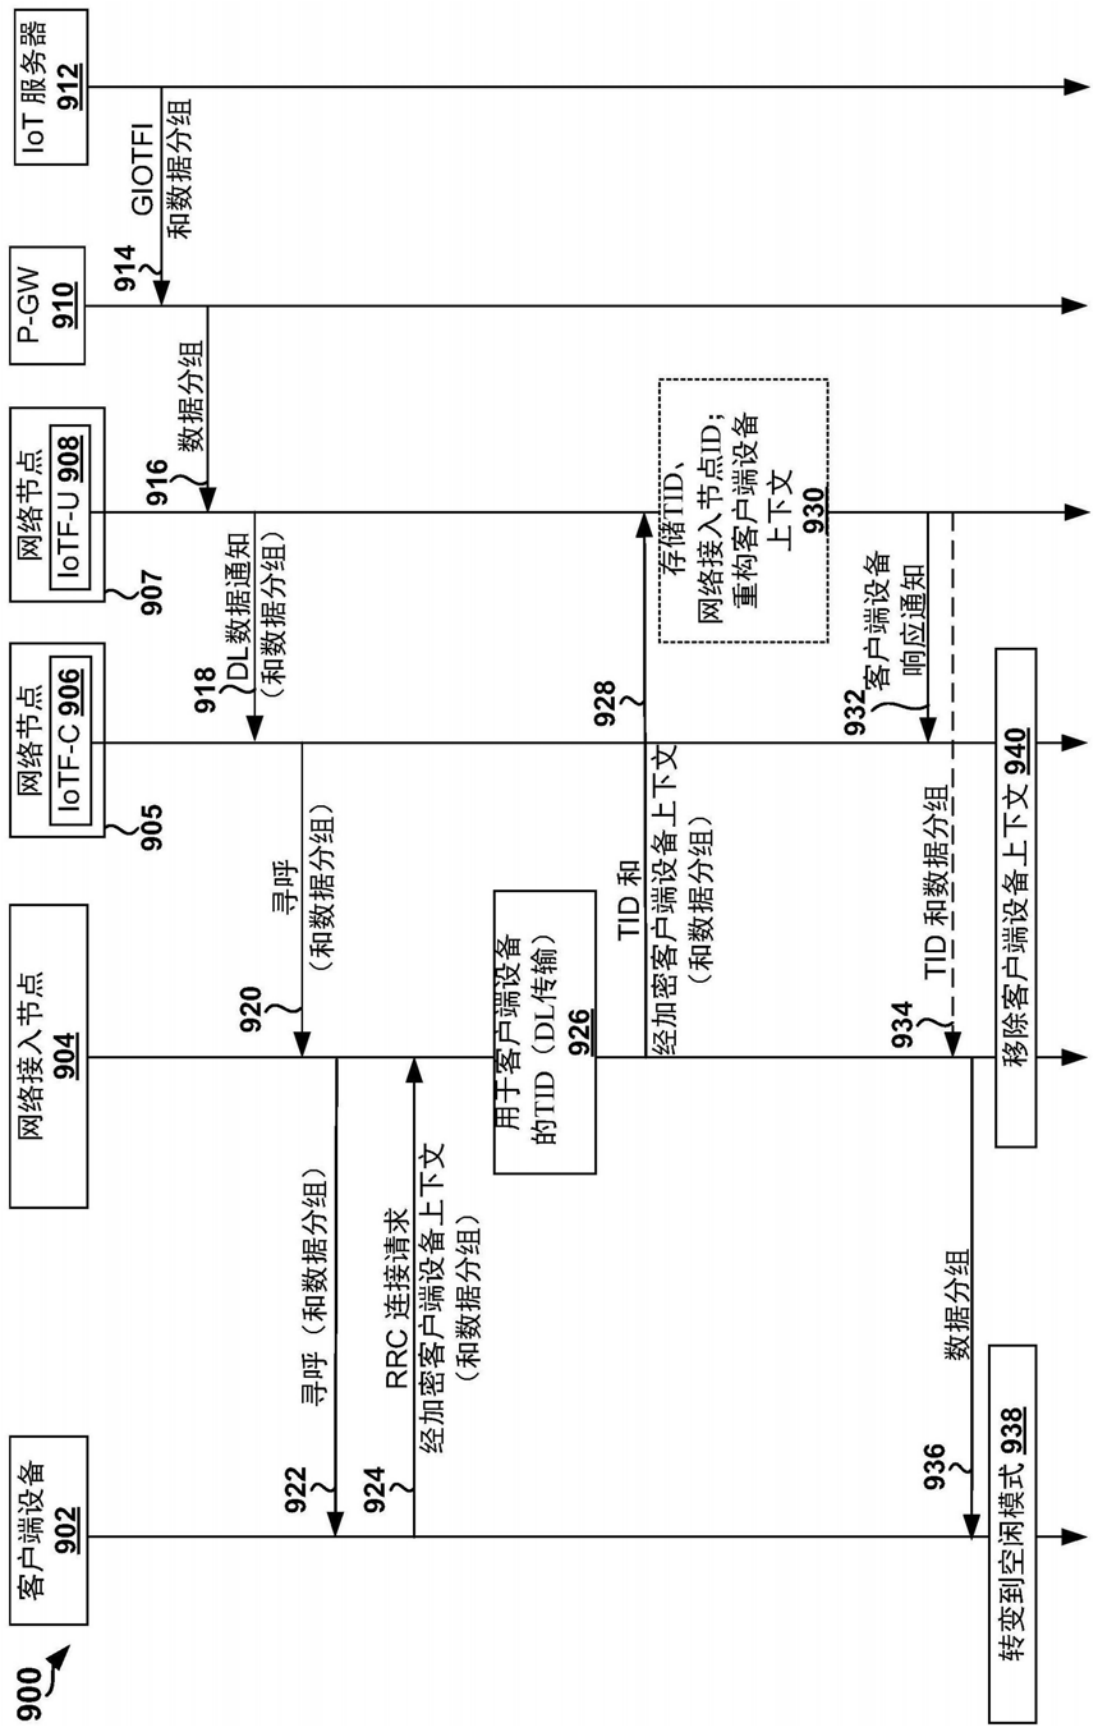 900
客户端设备
902
网络接入节点
904
网络节点
IoTF-C 906
905
网络节点
IoTF-U 908
907
P-GW
910
IoT 服务器
912
914
GIOTFI
和数据分组
916
数据分组
918
DL数据通知
（和数据分组）
920
寻呼
（和数据分组）
922
寻呼（和数据分组）
924
RRC 连接请求
经加密客户端设备上下文
（和数据分组）
用于客户端设备
的TID（DL传输）
926
928
TID 和
经加密客户端设备上下文
（和数据分组）
存储TID、
网络接入节点ID；
重构客户端设备
上下文
930
932
客户端设备
响应通知
934
TID 和数据分组
936
数据分组
转变到空闲模式 938
移除客户端设备上下文 940